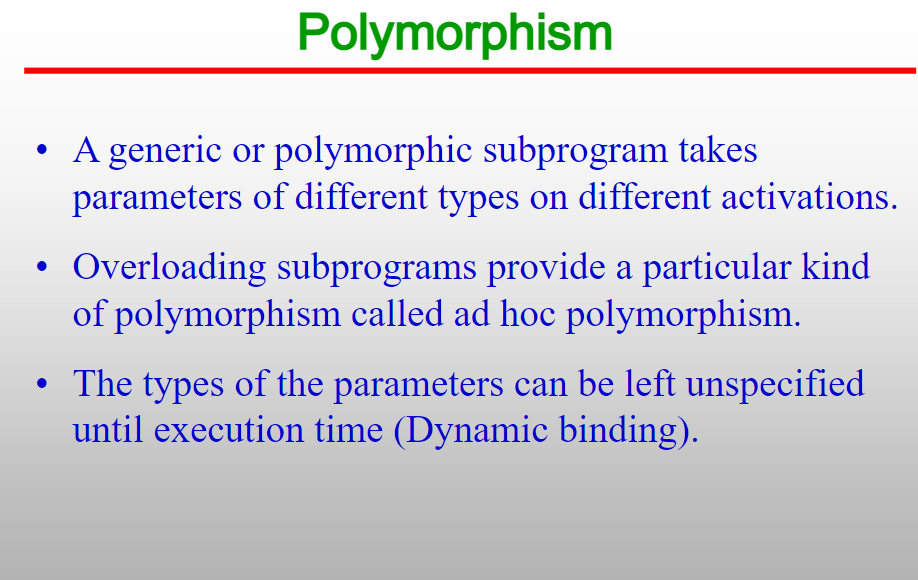 Polymorphism
• A generic or polymorphic subprogram takes
parameters of different types on different activations.
• Overloading subprograms provide a particular kind
of polymorphism called ad hoc polymorphism.
• The types of the parameters can be left unspecified
until execution time (Dynamic binding).